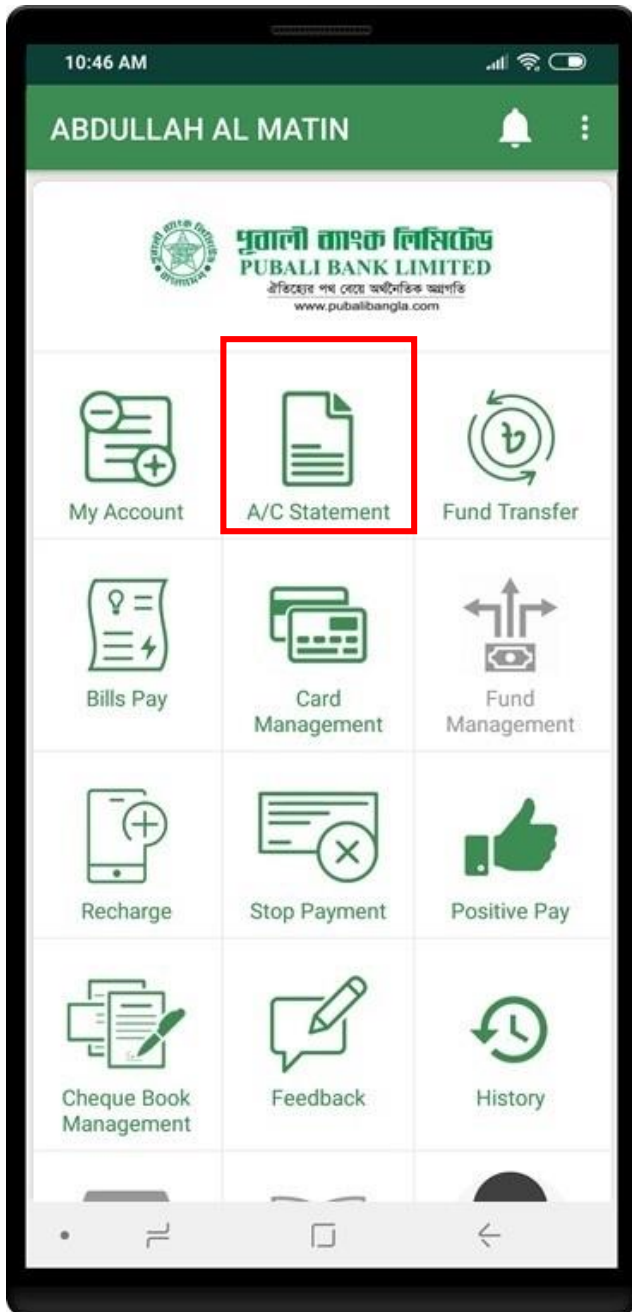 10:46 AM
ABDULLAH AL MATIN
পূবালী ব্যাংক লিমিটেড
PUBALI BANK LIMITED
ঐতিহ্যের পথ বেয়ে অর্থনৈতিক অগ্রগতি
www.pubalibangla.com
My Account
A/C Statement
Fund Transfer
Bills Pay
Card
Management
Fund
Management
Recharge
Stop Payment
Positive Pay
Cheque Book
Management
Feedback
History